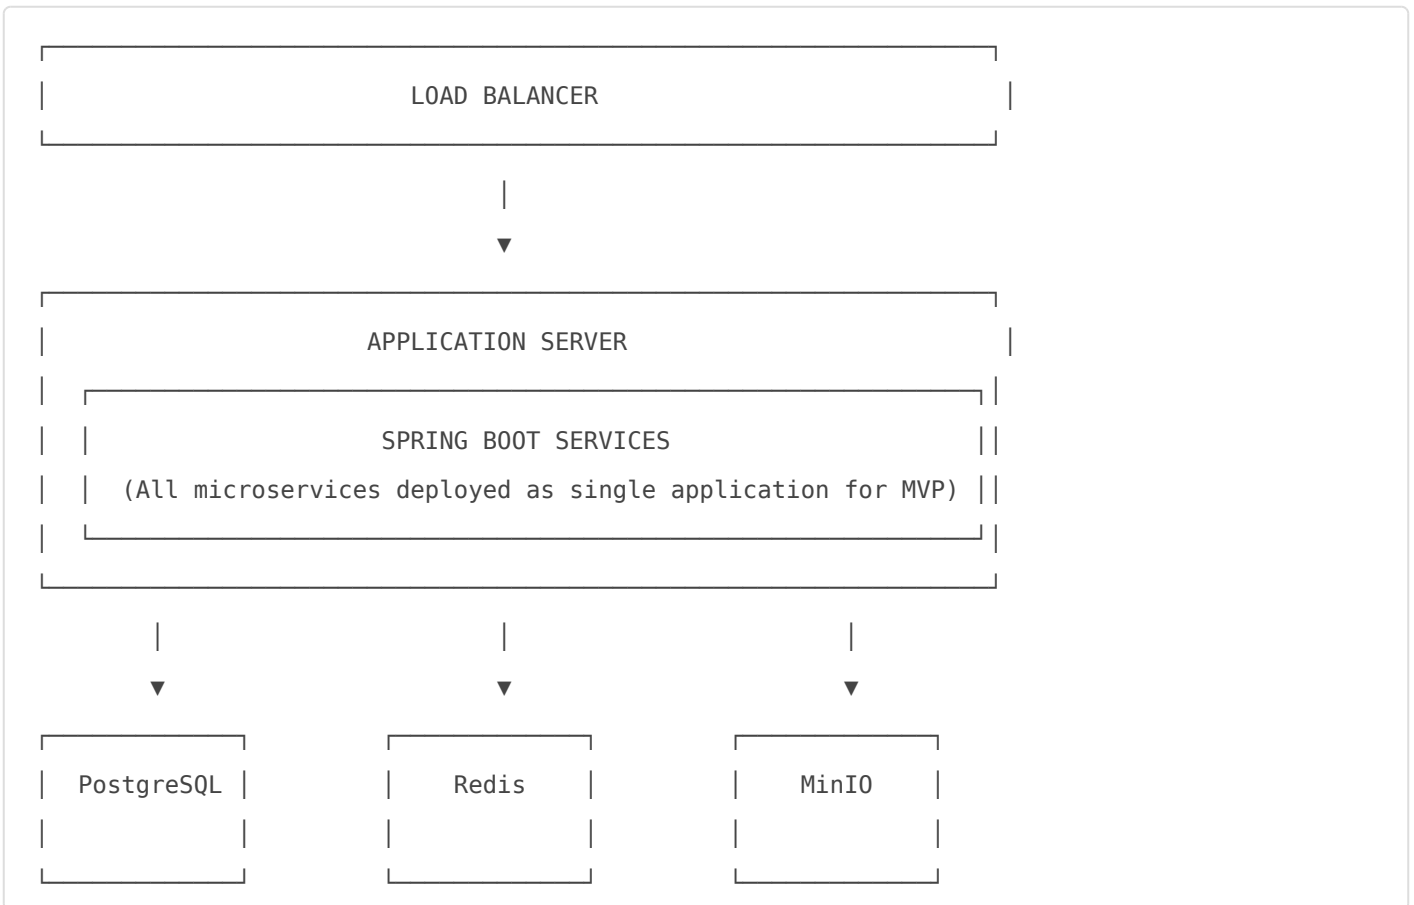 LOAD BALANCER
APPLICATION SERVER
SPRING BOOT SERVICES
(All microservices deployed as single application for MVP)
PostgreSQL Redis MinIO